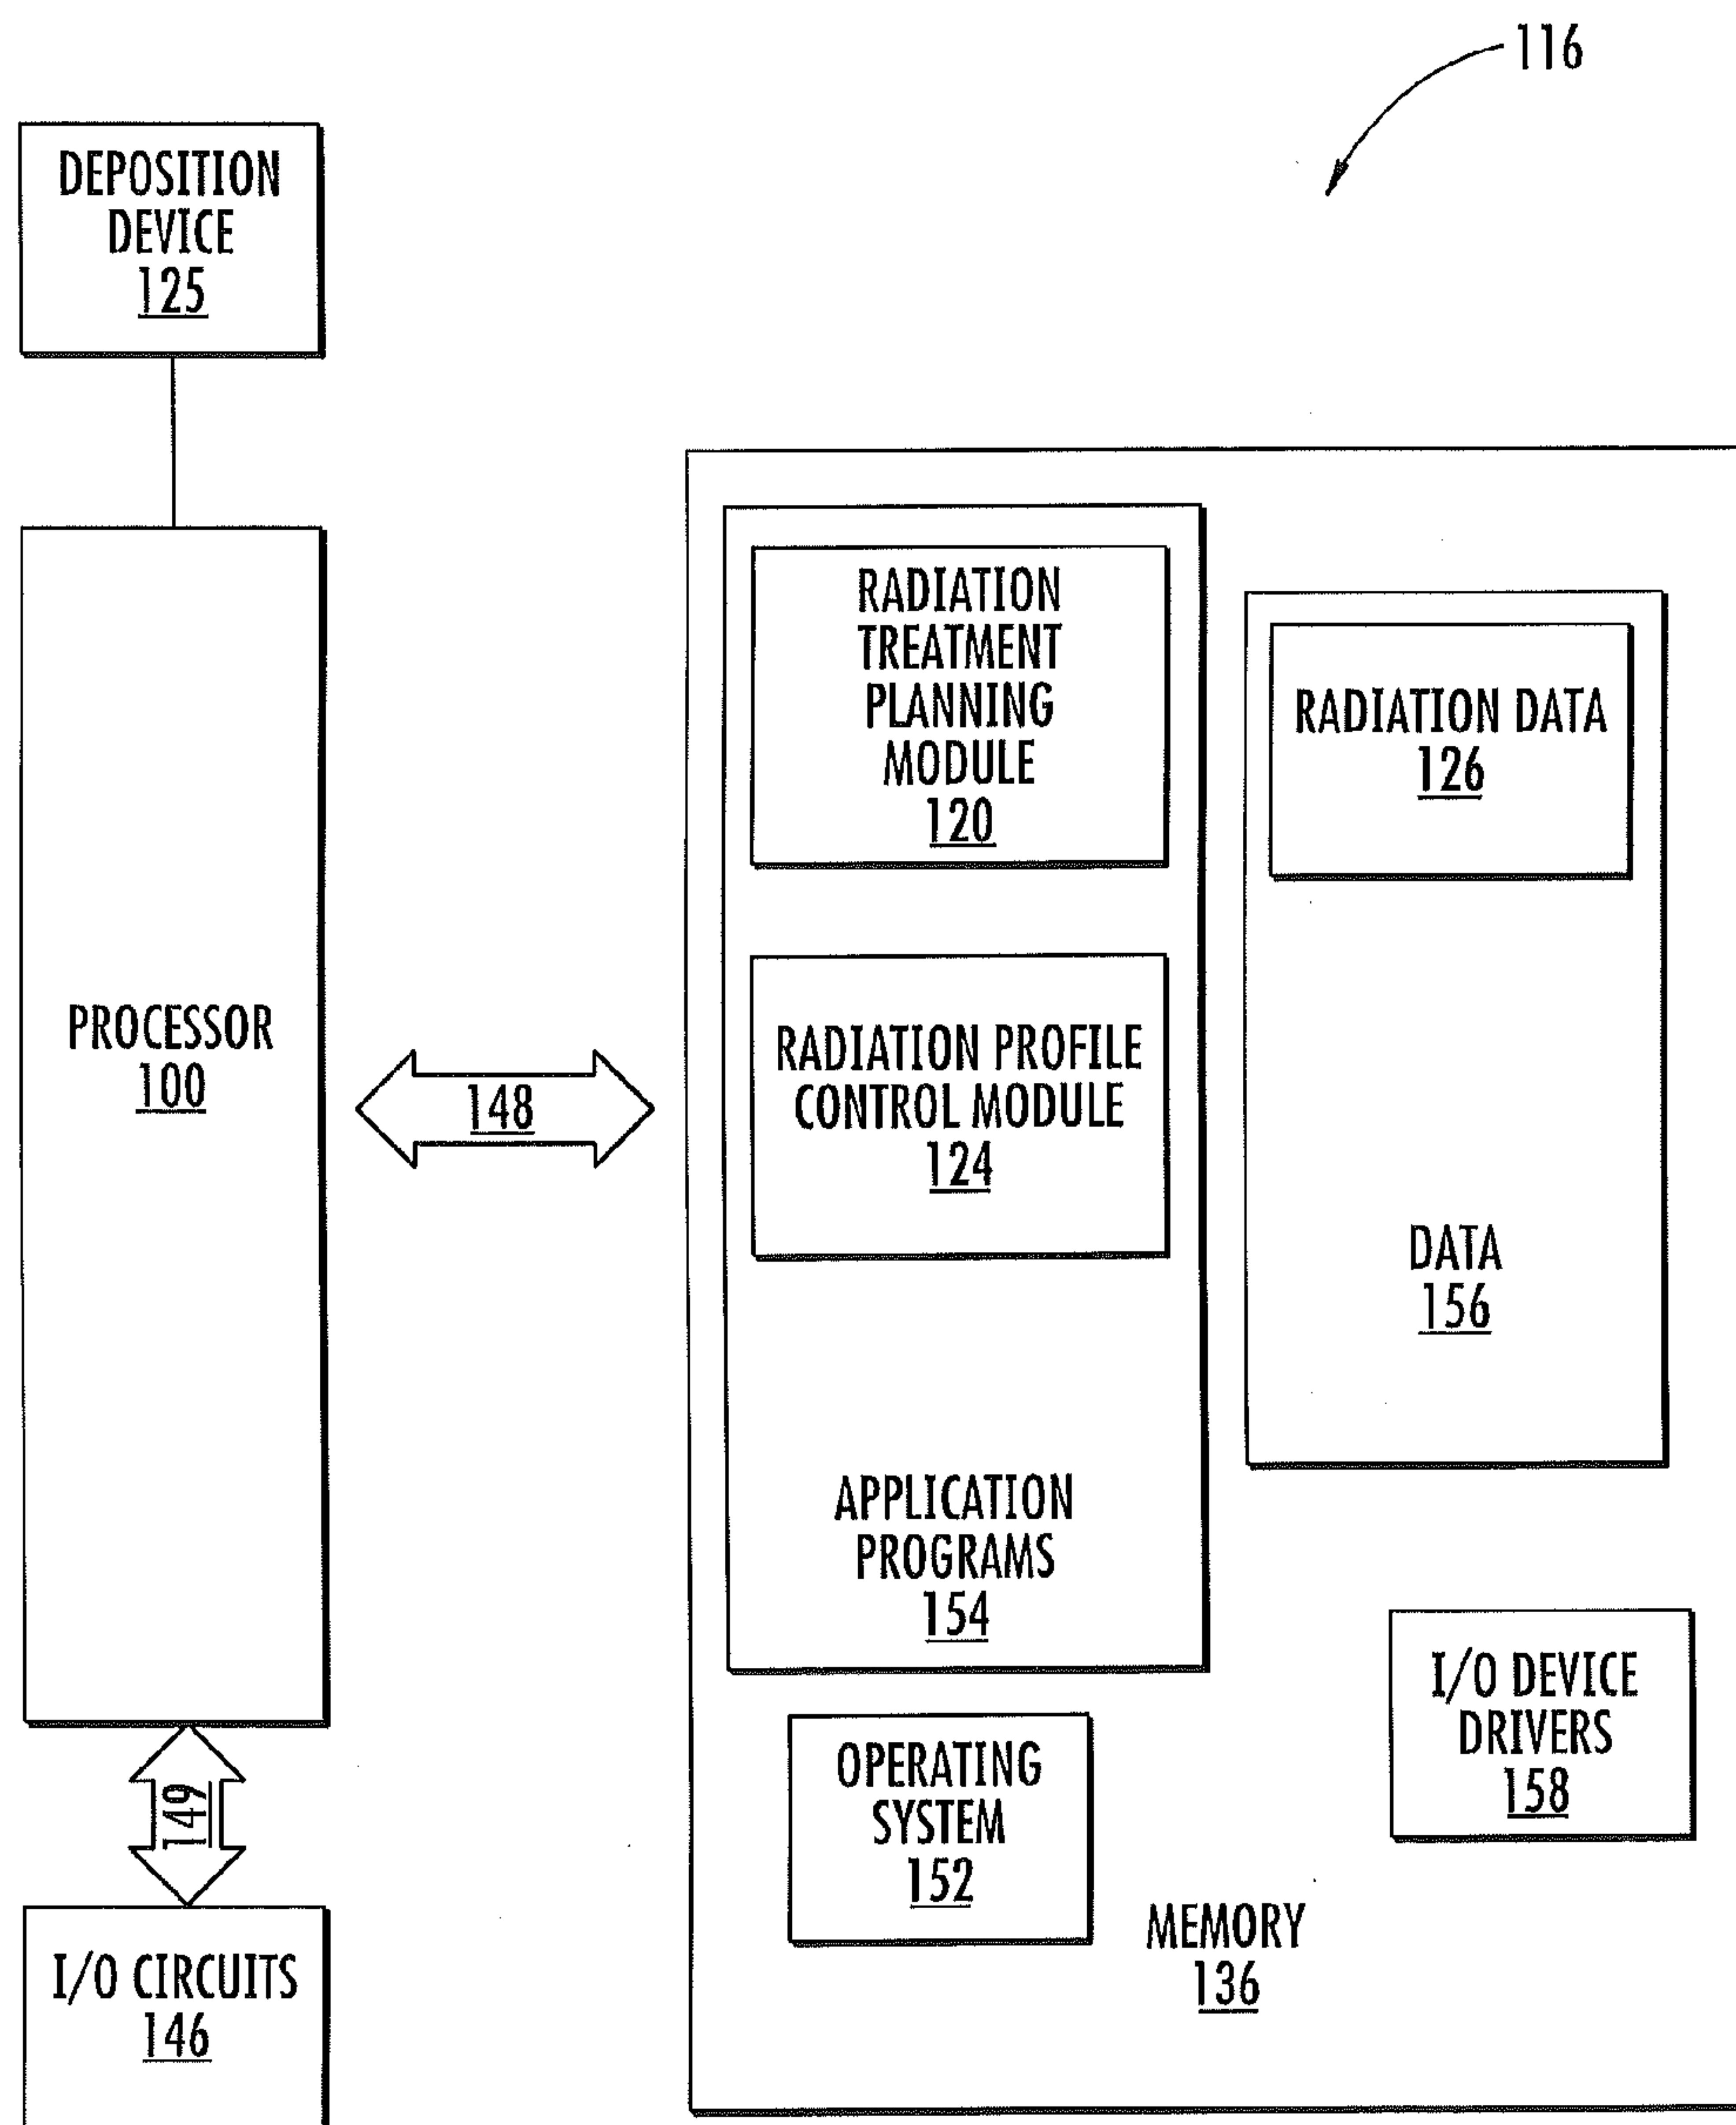 116
DEPOSITION
DEVICE
125
PROCESSOR
100
148
149
I/O CIRCUITS
146
RADIATION
TREATMENT
PLANNING
MODULE
120
RADIATION PROFILE
CONTROL MODULE
124
APPLICATION
PROGRAMS
154
RADIATION DATA
126
DATA
156
I/O DEVICE
DRIVERS
158
OPERATING
SYSTEM
152
MEMORY
136